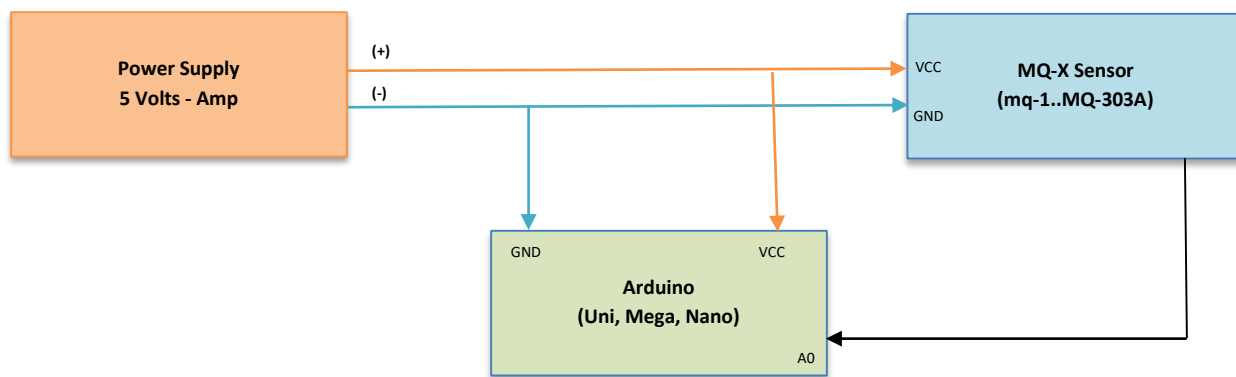 Power Supply
5 Volts - Amp
(+)
(-)
VCC
GND
MQ-X Sensor
(mq-1..MQ-303A)
GND
VCC
Arduino
(Uni, Mega, Nano)
A0